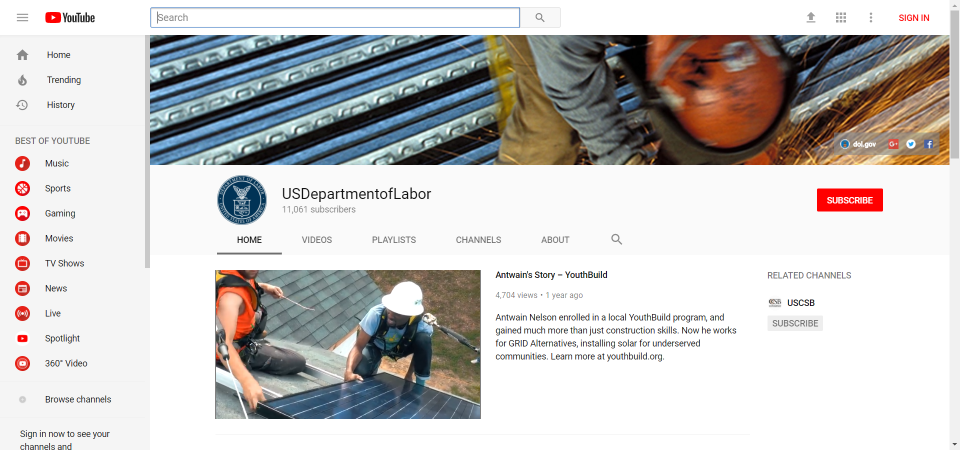 YouTube
Search
SIGN IN
Home
Trending
History
BEST OF YOUTUBE
Music
Sports
Gaming
Movies
TV Shows
News
Live
Spotlight
360° Video
Browse channels
Sign in now to see your
channels and
dol.gov
USDepartmentofLabor
11,061 subscribers
SUBSCRIBE
HOME
VIDEOS
PLAYLISTS
CHANNELS
ABOUT
Antwain's Story – YouthBuild
4,704 views • 1 year ago
Antwain Nelson enrolled in a local YouthBuild program, and
gained much more than just construction skills. Now he works
for GRID Alternatives, installing solar for underserved
communities. Learn more at youthbuild.org.
RELATED CHANNELS
USCSB
SUBSCRIBE